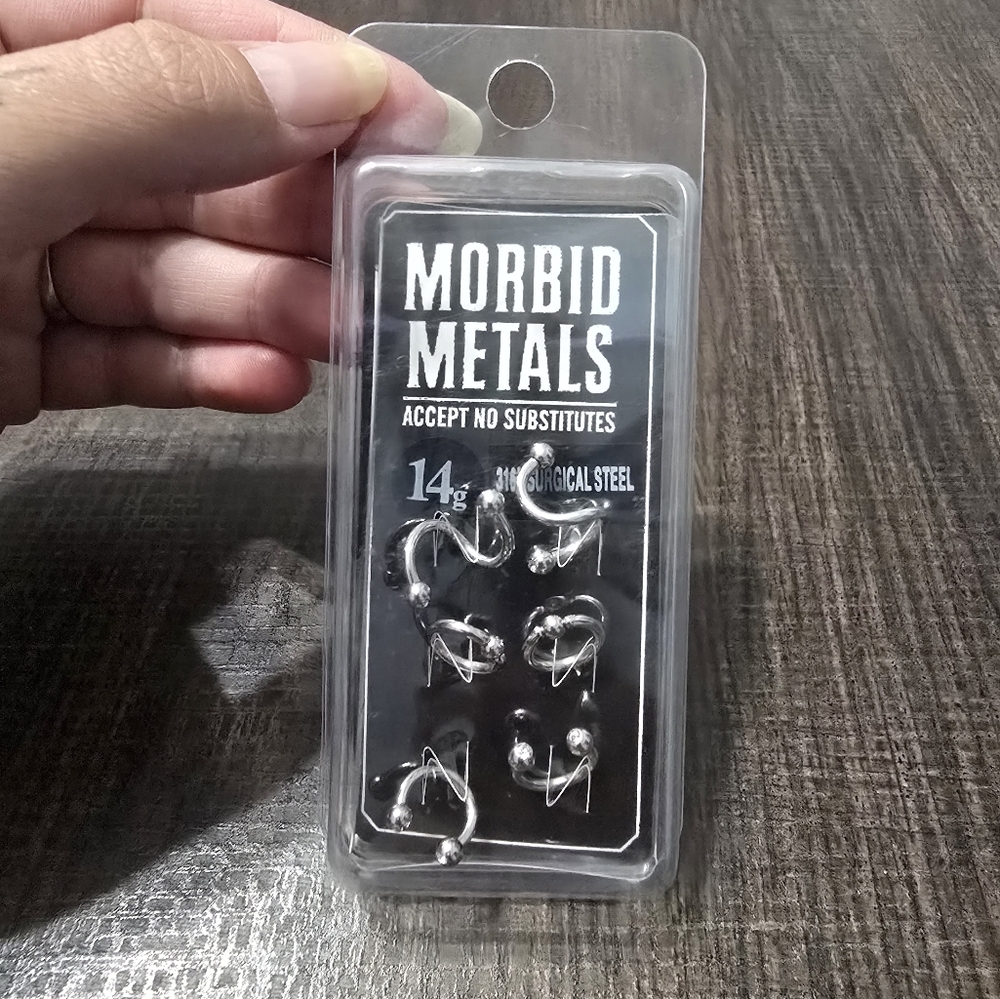 MORBID
METALS
ACCEPT NO SUBSTITUTES
14g SURGICAL STEEL